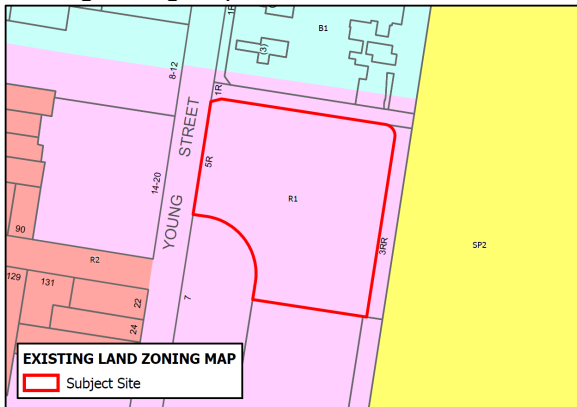 1R
B1
(3)
8-12
1R
STREET
5R
14-20
YOUNG
R1
90
3RR
SP2
R2
129
131
22
7
24
EXISTING LAND ZONING MAP
Subject Site